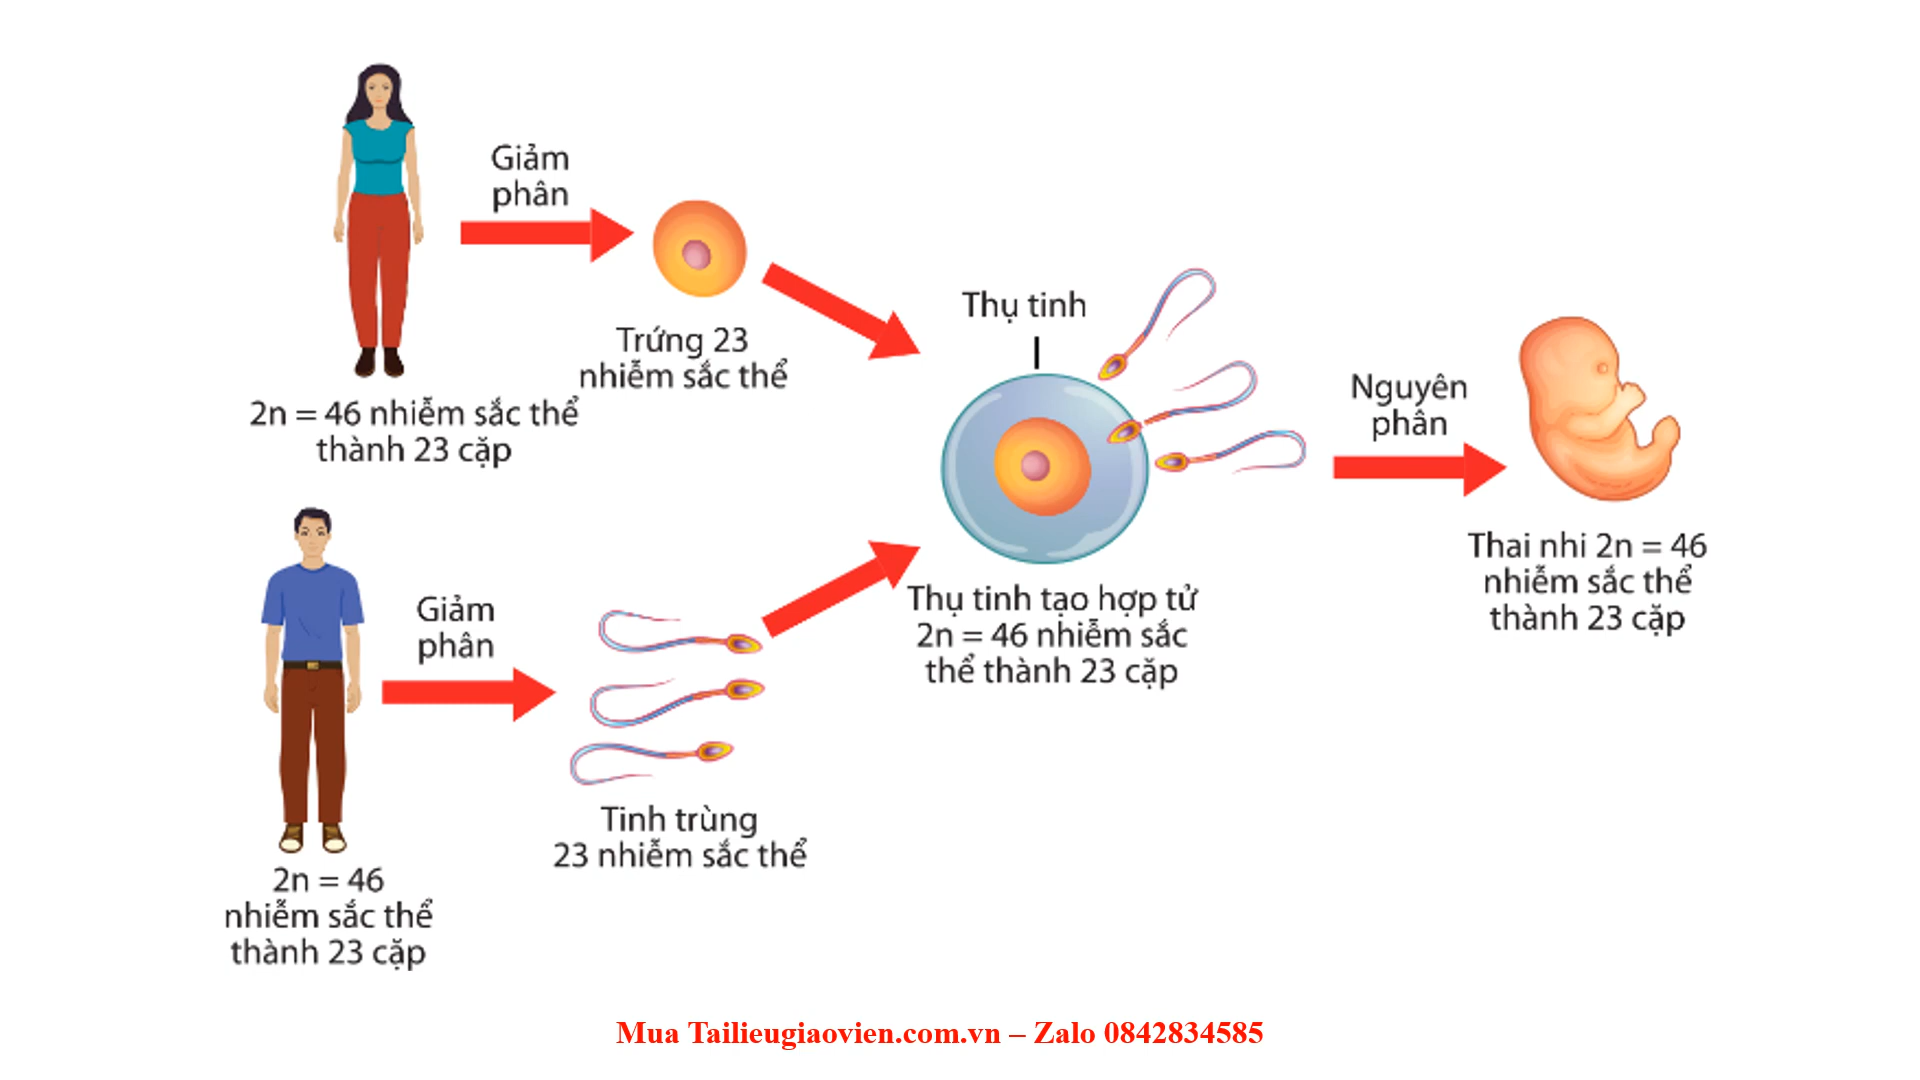 Giảm
phân
Trứng 23
nhiễm sắc thể
2n = 46 nhiễm sắc thể
thành 23 cặp
Giảm
phân
2n = 46
nhiễm sắc thể
thành 23 cặp
Tinh trùng
23 nhiễm sắc thể
Thụ tinh
Thụ tinh tạo hợp tử
2n = 46 nhiễm sắc
thể thành 23 cặp
Nguyên
phân
Thai nhi 2n = 46
nhiễm sắc thể
thành 23 cặp
Mua Tailieugiaovien.com.vn – Zalo 0842834585